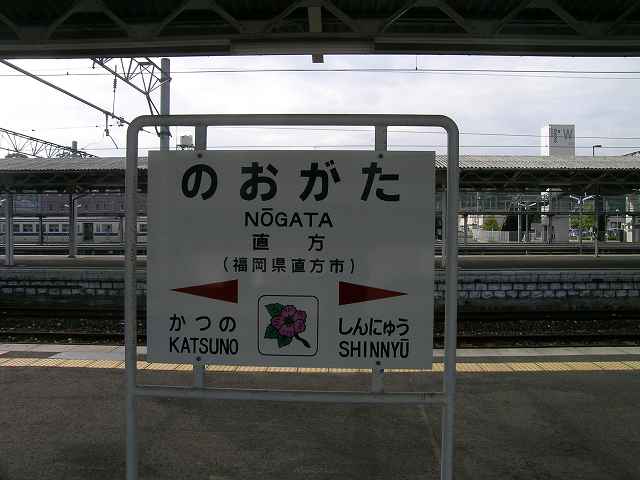 のおがた
NŌGATA
直方
(福岡県直方市)
かつの
KATSUNO
しんにゅう
SHINNYŪ
W